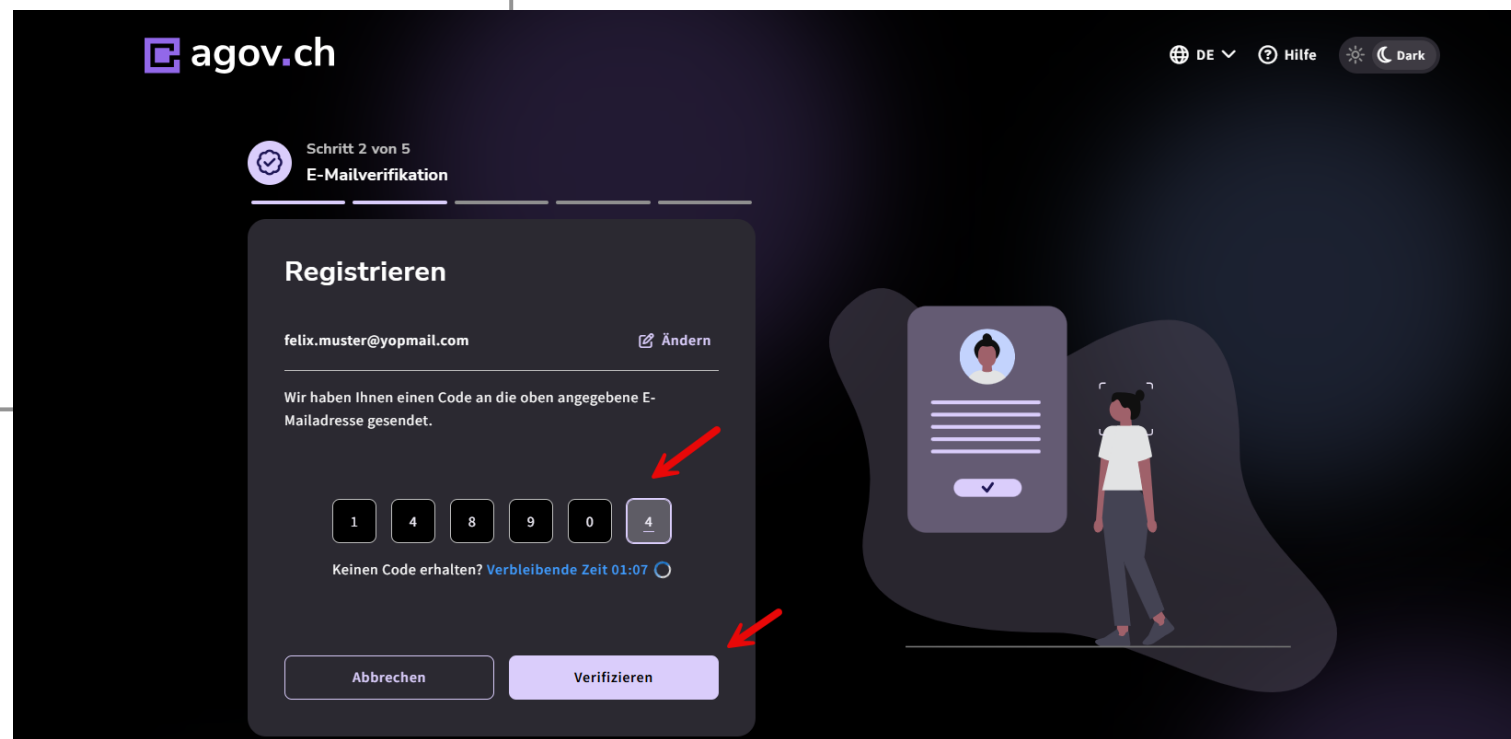 agov.ch
DE Hilfe Dark
Schritt 2 von 5
E-Mailverifikation
Registrieren
felix.muster@yopmail.com Ändern
Wir haben Ihnen einen Code an die oben angegebene E-
Mailadresse gesendet.
1 4 8 9 0 4
Keinen Code erhalten? Verbleibende Zeit 01:07
Abbrechen Verifizieren